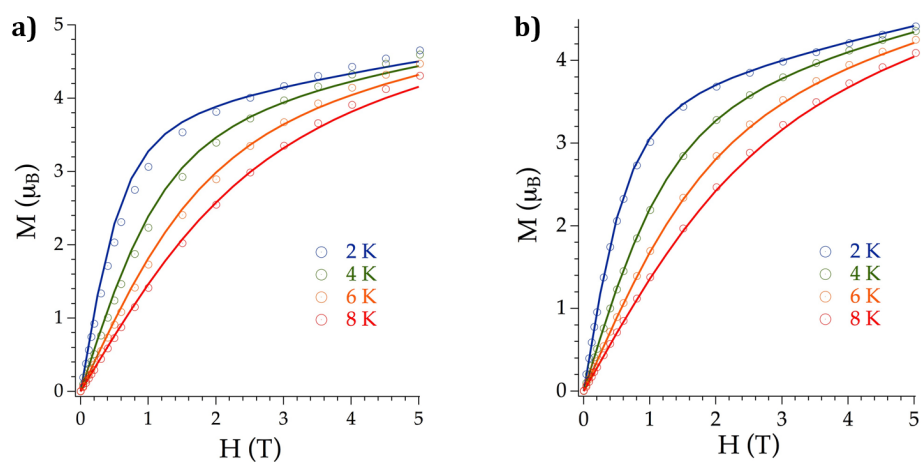 a)
M (μB)
5
4
3
2
1
0
0 1 2 3 4 5
H (T)
2 K
4 K
6 K
8 K
b)
M (μB)
4
3
2
1
0
0 1 2 3 4 5
H (T)
2 K
4 K
6 K
8 K